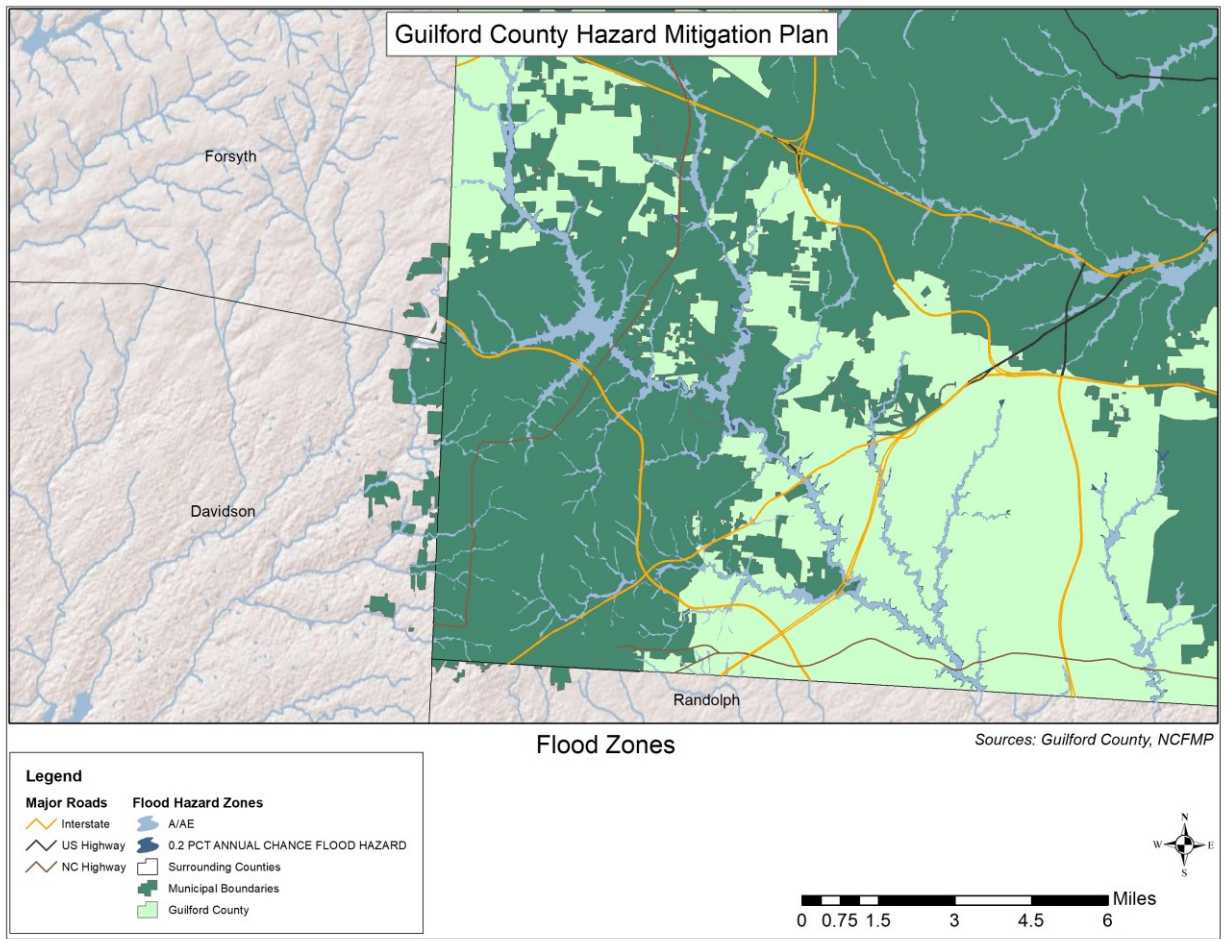 Guilford County Hazard Mitigation Plan
Forsyth
Davidson
Randolph
Flood Zones
Sources: Guilford County, NCFMP
Legend
Major Roads
Interstate
US Highway
NC Highway
Flood Hazard Zones
A/AE
0.2 PCT ANNUAL CHANCE FLOOD HAZARD
Surrounding Counties
Municipal Boundaries
Guilford County
N
W E
S
Miles
0 0.75 1.5 3 4.5 6